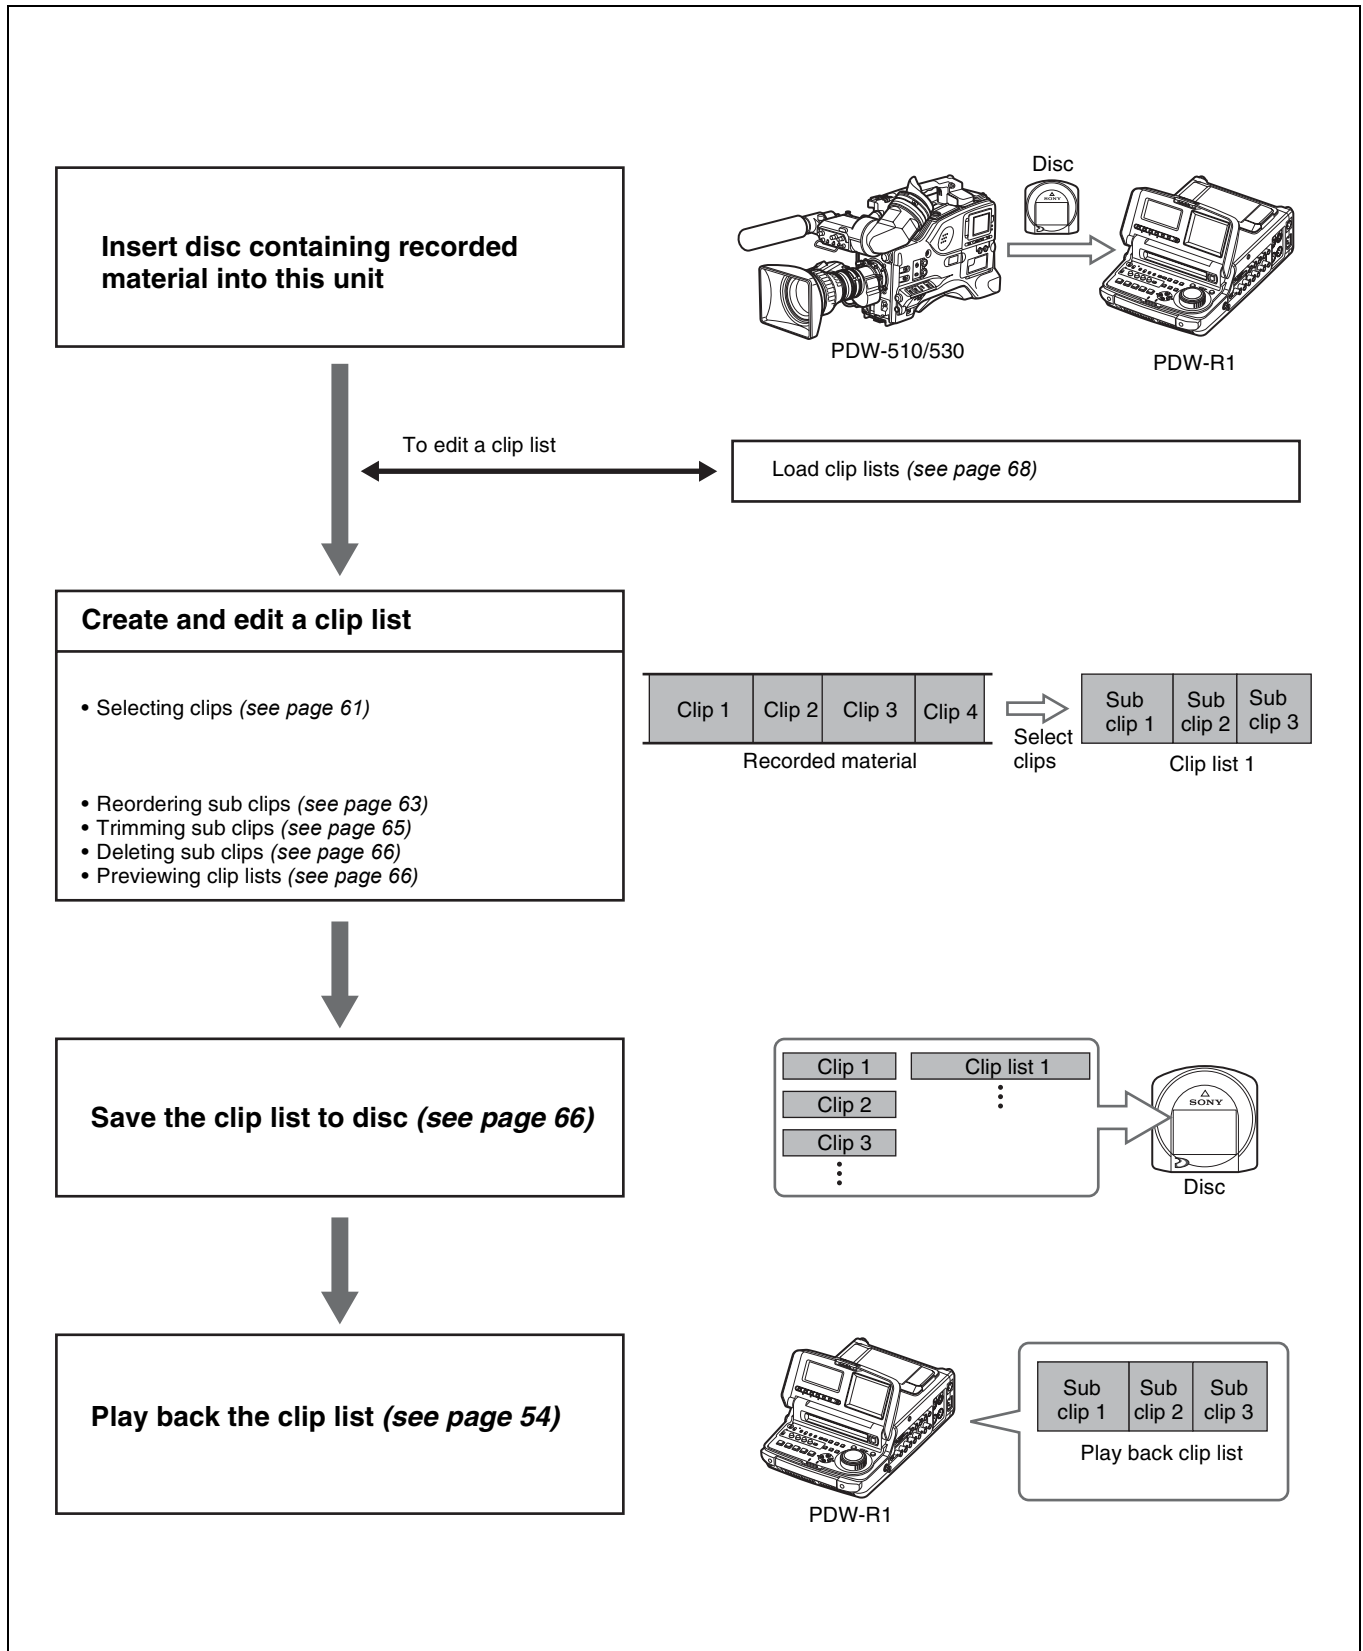 Disc
SONY
Insert disc containing recorded
material into this unit
PDW-510/530
PDW-R1
To edit a clip list
Load clip lists (see page 68)
Create and edit a clip list
• Selecting clips (see page 61)
Clip 1
Clip 2
Clip 3
Clip 4
Recorded material
Select
clips
Sub
clip 1
Sub
clip 2
Sub
clip 3
Clip list 1
• Reordering sub clips (see page 63)
• Trimming sub clips (see page 65)
• Deleting sub clips (see page 66)
• Previewing clip lists (see page 66)
Save the clip list to disc (see page 66)
Clip 1
Clip 2
Clip 3
Clip list 1
SONY
Disc
Play back the clip list (see page 54)
PDW-R1
Sub
clip 1
Sub
clip 2
Sub
clip 3
Play back clip list